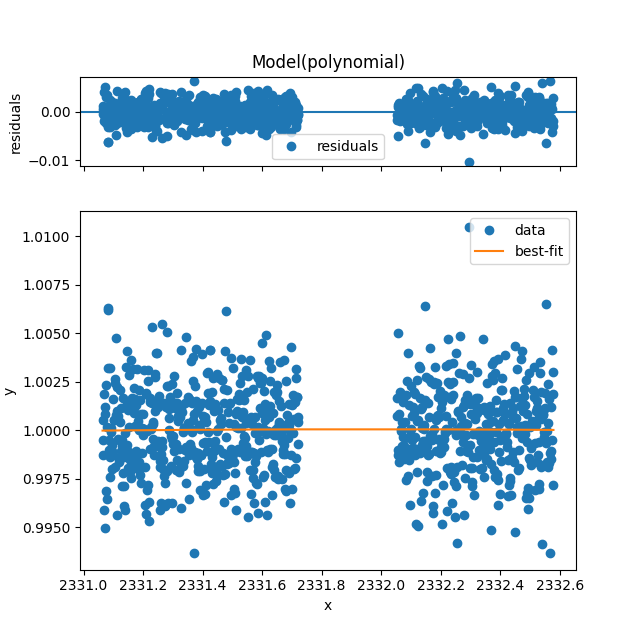 Model(polynomial)
residuals
0.00
−0.01
residuals
y
1.0100
1.0075
1.0050
1.0025
1.0000
0.9975
0.9950
data
best-fit
2331.0 2331.2 2331.4 2331.6 2331.8 2332.0 2332.2 2332.4 2332.6
x